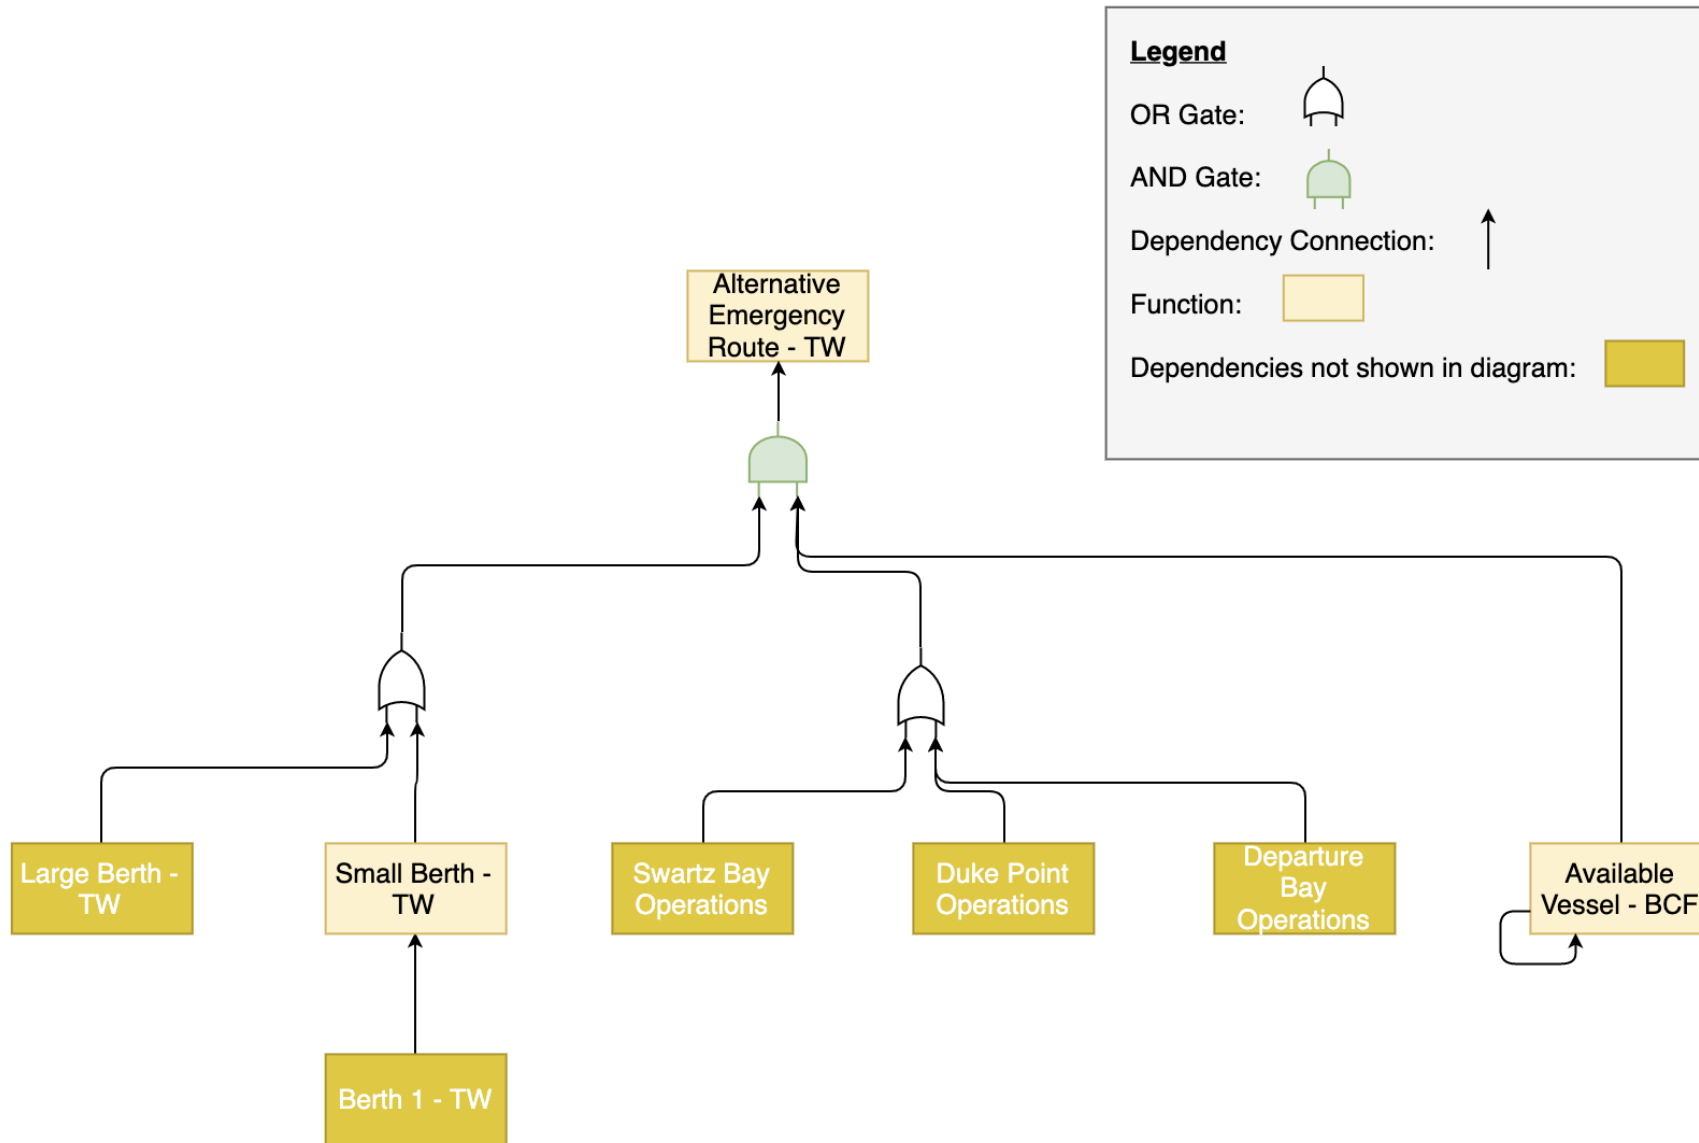 Legend
OR Gate:
AND Gate:
Dependency Connection:
Function:
Dependencies not shown in diagram:
Alternative
Emergency
Route - TW
Large Berth -
TW
Small Berth -
TW
Swartz Bay
Operations
Duke Point
Operations
Departure
Bay
Operations
Available
Vessel - BCF
Berth 1 - TW